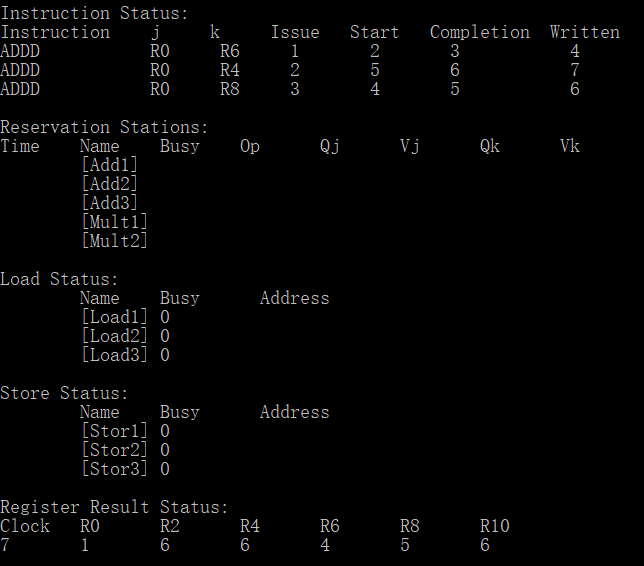 Instruction Status:
Instruction j k Issue Start Completion Written
ADDD R0 R6 1 2 3 4
ADDD R0 R4 2 5 6 7
ADDD R0 R8 3 4 5 6
Reservation Stations:
Time Name Busy Op Qj Vj Qk Vk
[Add1]
[Add2]
[Add3]
[Mult1]
[Mult2]
Load Status:
Name Busy Address
[Load1] 0
[Load2] 0
[Load3] 0
Store Status:
Name Busy Address
[Stor1] 0
[Stor2] 0
[Stor3] 0
Register Result Status:
Clock R0 R2 R4 R6 R8 R10
7 1 6 6 4 5 6